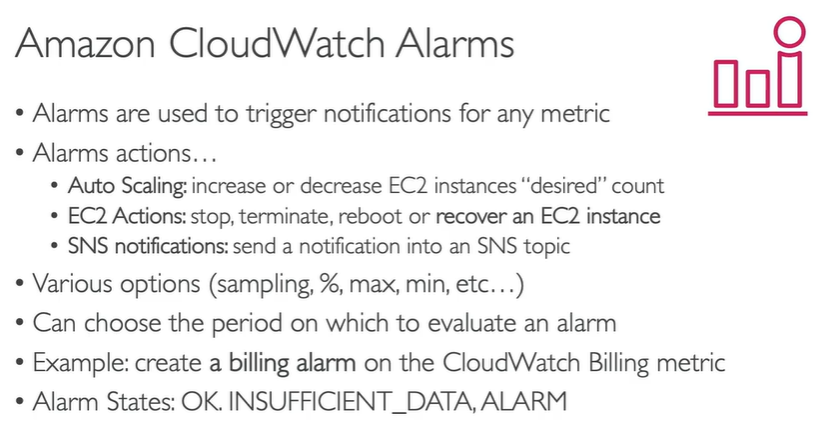 Amazon CloudWatch Alarms
• Alarms are used to trigger notifications for any metric
• Alarms actions…
• Auto Scaling: increase or decrease EC2 instances “desired” count
• EC2 Actions: stop, terminate, reboot or recover an EC2 instance
• SNS notifications: send a notification into an SNS topic
• Various options (sampling, %, max, min, etc…)
• Can choose the period on which to evaluate an alarm
• Example: create a billing alarm on the CloudWatch Billing metric
• Alarm States: OK. INSUFFICIENT_DATA, ALARM